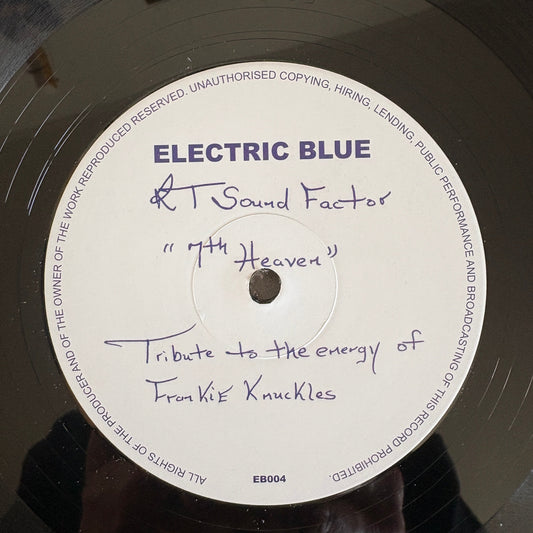 ALL RIGHTS OF THE PRODUCER AND OF THE OWNER OF THE WORK REPRODUCED RESERVED. UNAUTHORISED COPYING, HIRING, LENDING, PUBLIC PERFORMANCE AND BROADCASTING OF THIS RECORD PROHIBITED.
ELECTRIC BLUE
RT Sound Factor
"7th Heaven"
Tribute to the energy of
Frankie Knuckles
EB004